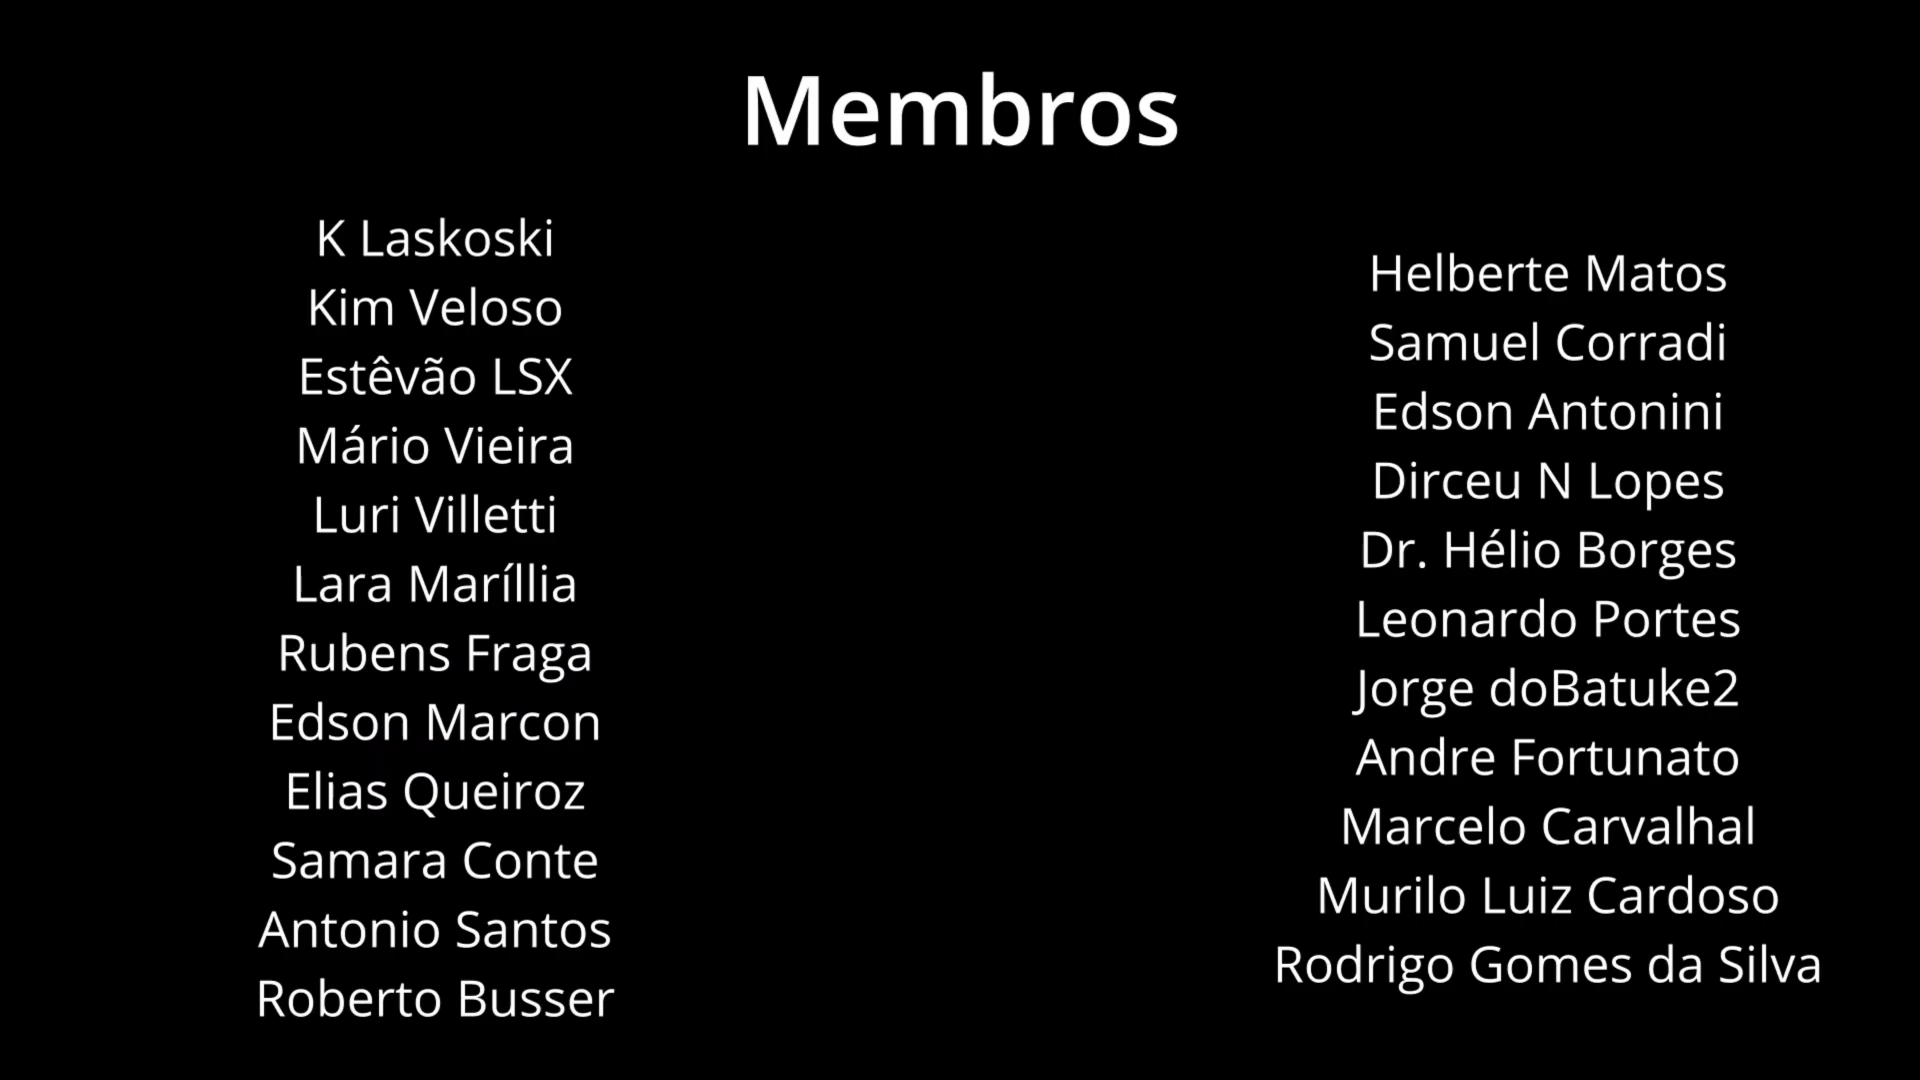 Membros
K Laskoski
Kim Veloso
Estêvão LSX
Mário Vieira
Luri Villetti
Lara Maríllia
Rubens Fraga
Edson Marcon
Elias Queiroz
Samara Conte
Antonio Santos
Roberto Busser
Helberte Matos
Samuel Corradi
Edson Antonini
Dirceu N Lopes
Dr. Hélio Borges
Leonardo Portes
Jorge doBatuke2
Andre Fortunato
Marcelo Carvalhal
Murilo Luiz Cardoso
Rodrigo Gomes da Silva